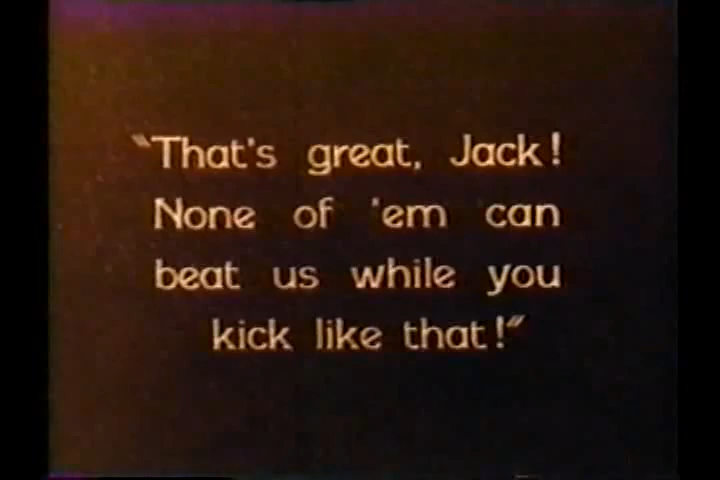 “That's great, Jack!
None of 'em can
beat us while you
kick like that!”